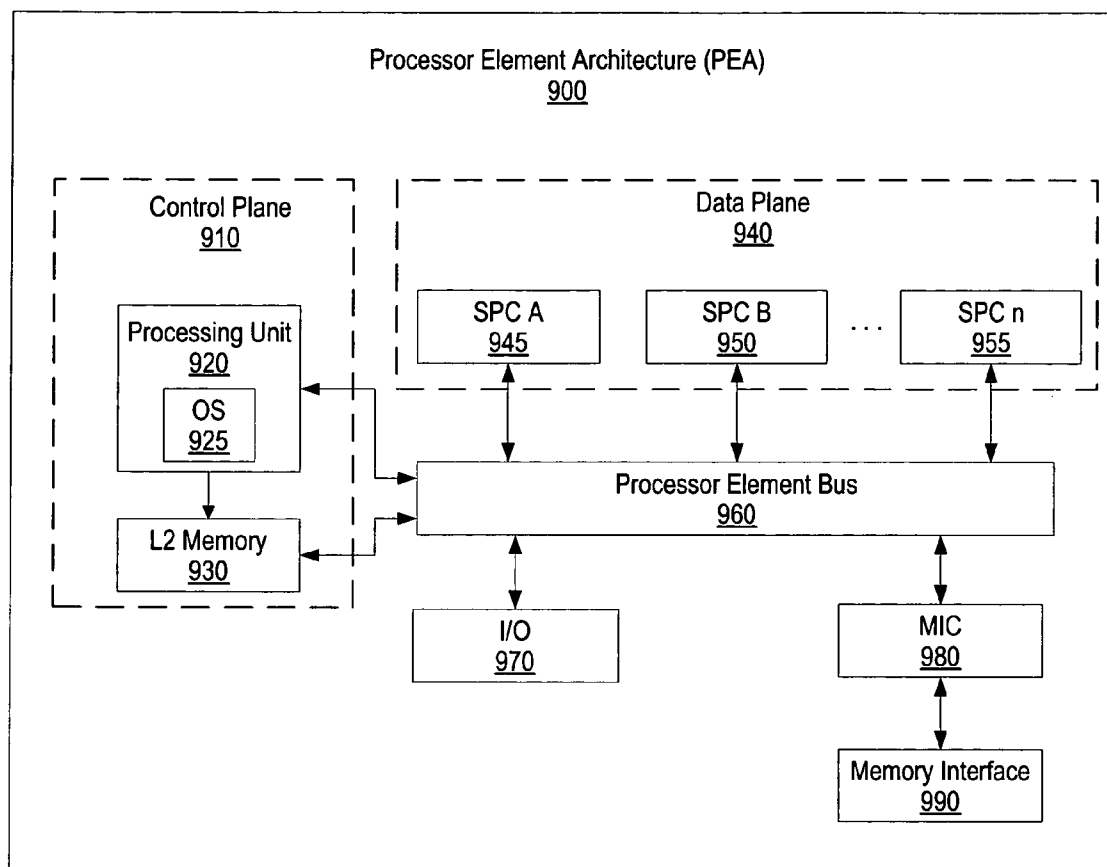 Processor Element Architecture (PEA)
900
Control Plane
910
Data Plane
940
Processing Unit
920
OS
925
L2 Memory
930
SPC A
945
SPC B
950
. . .
SPC n
955
Processor Element Bus
960
I/O
970
MIC
980
Memory Interface
990